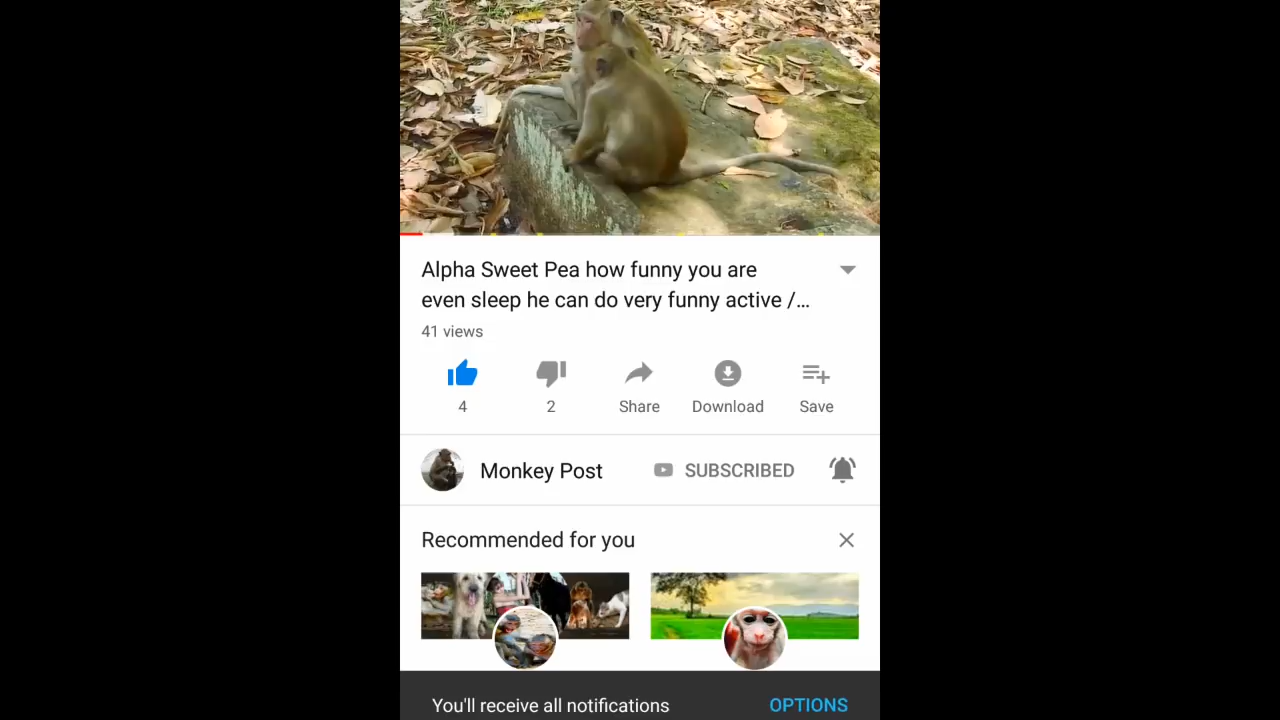 Alpha Sweet Pea how funny you are
even sleep he can do very funny active /...
41 views
4
2
Share
Download
Save
Monkey Post
SUBSCRIBED
Recommended for you
You'll receive all notifications
OPTIONS